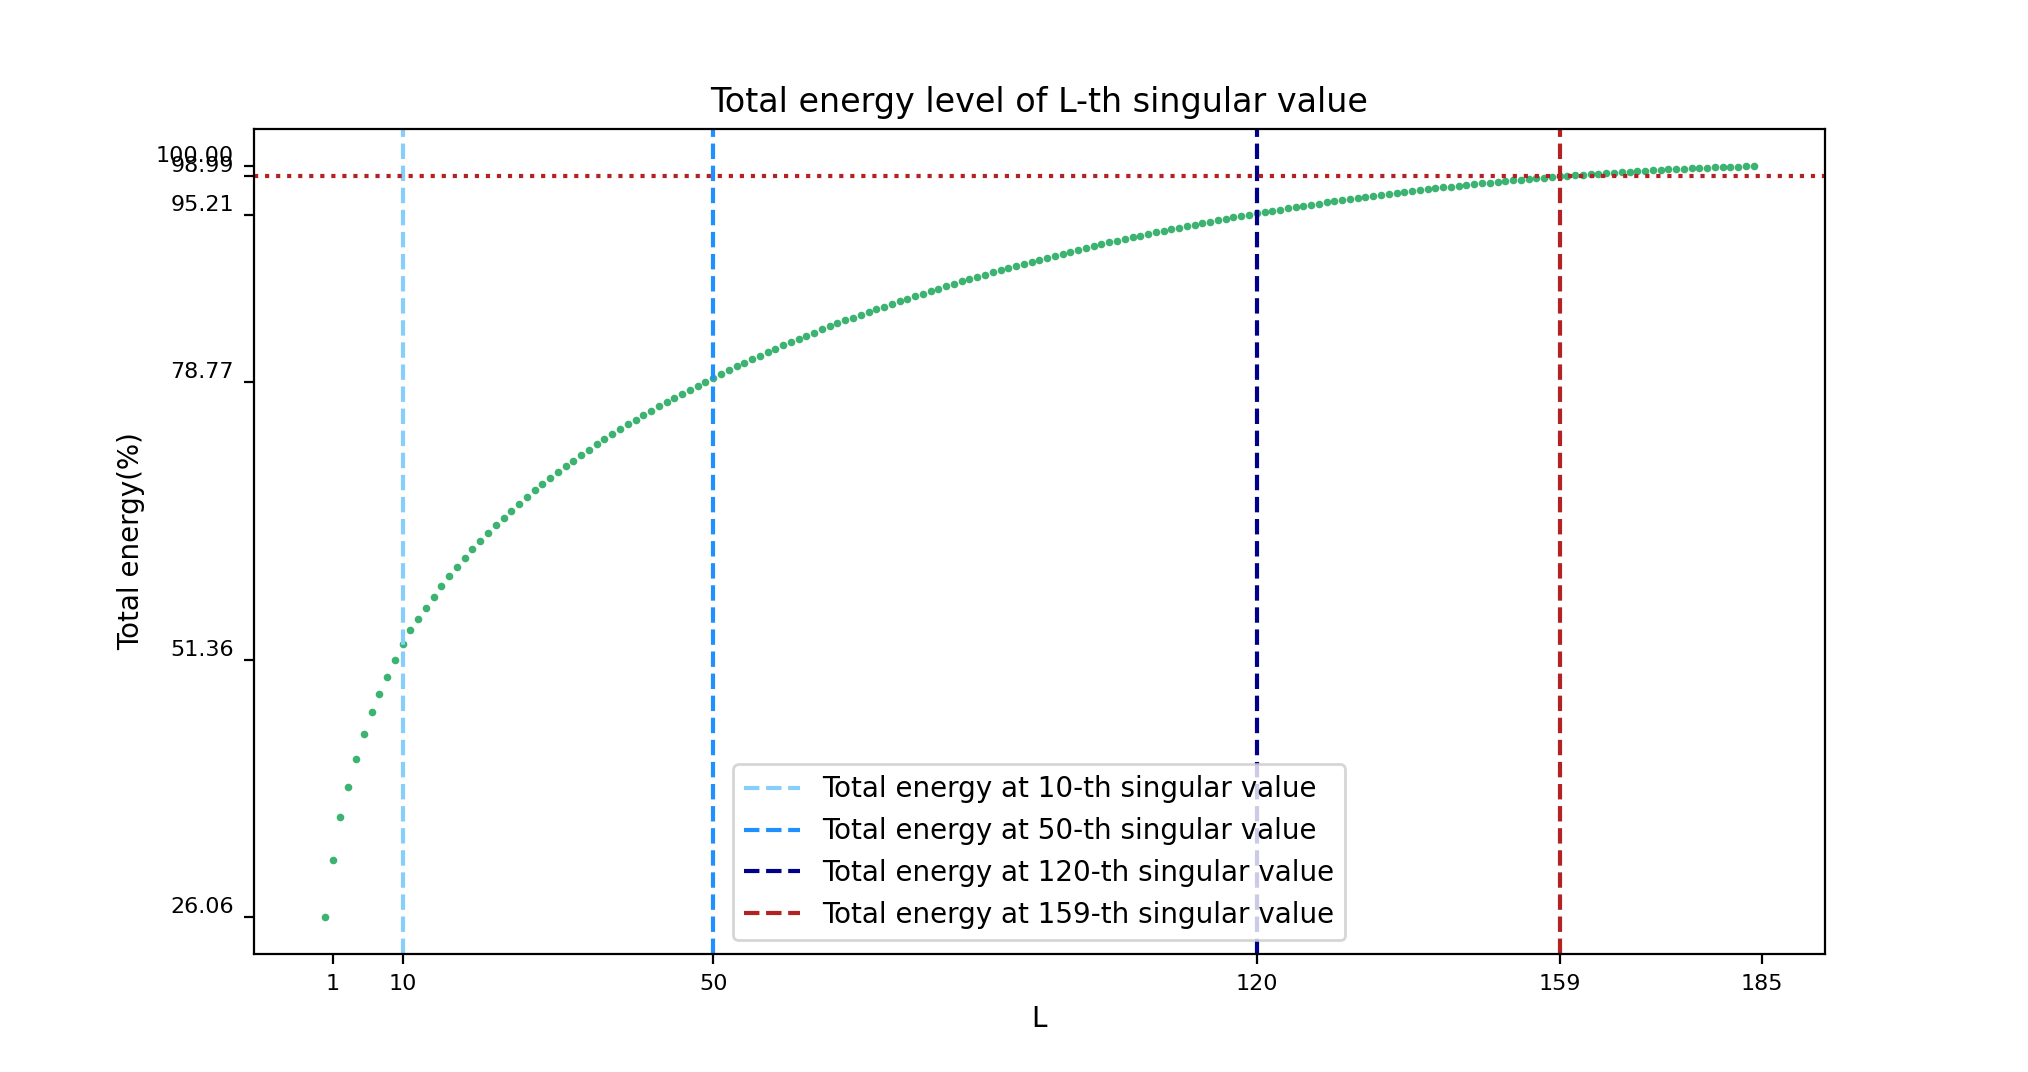 Total energy level of L-th singular value
100.00
98.99
95.21
78.77
51.36
26.06
Total energy(%)
Total energy at 10-th singular value
Total energy at 50-th singular value
Total energy at 120-th singular value
Total energy at 159-th singular value
1 10 50 120 159 185
L